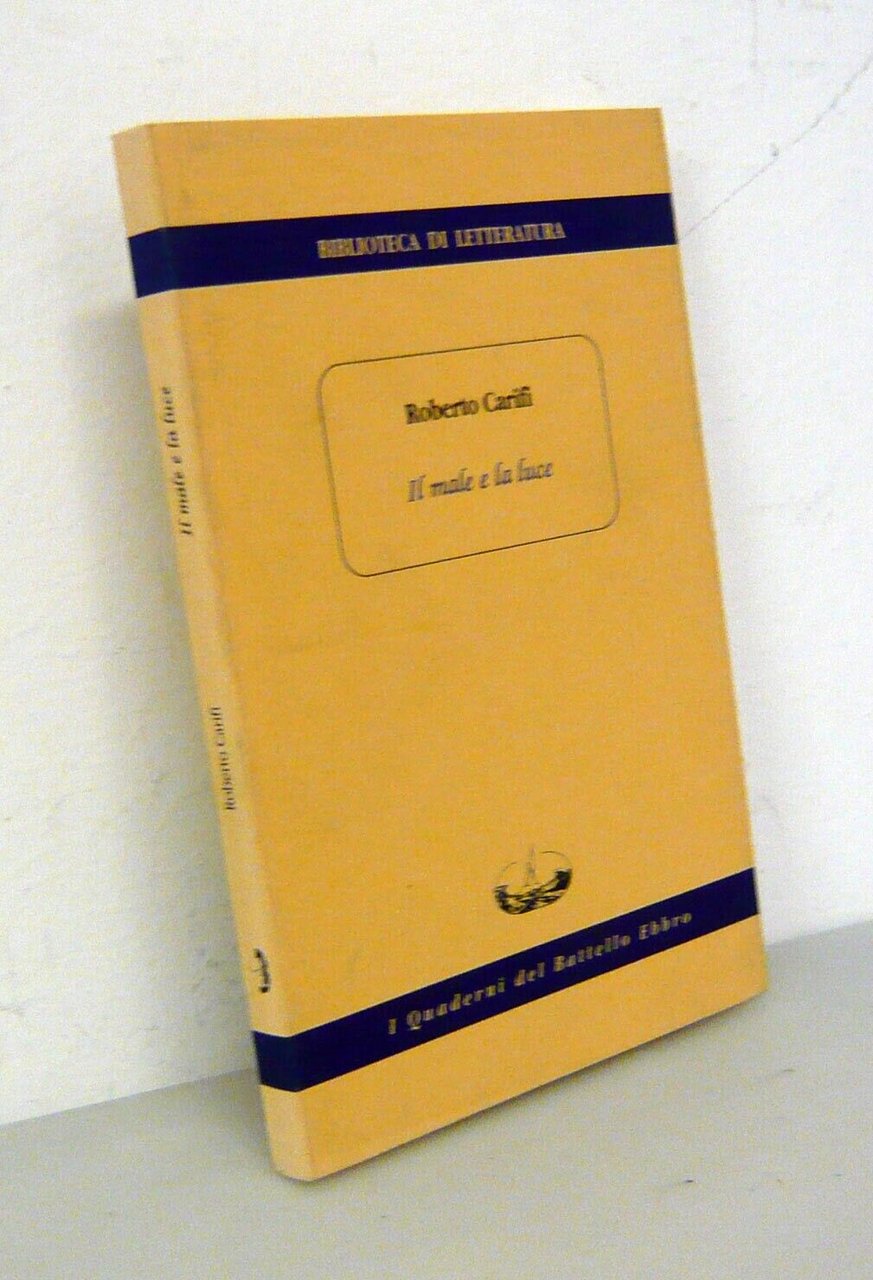 BIBLIOTECA DI LETTERATURA
Roberto Carifi
Il male e la luce
I Quaderni del Battello Ebbro
Il male e la luce
Roberto Carifi